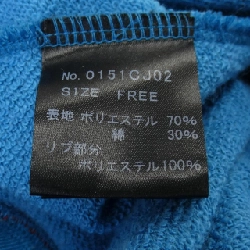 No. 0151CJ02
SIZE FREE
表地 ポリエステル 70%
綿 30%
リブ部分
ポリエステル100%